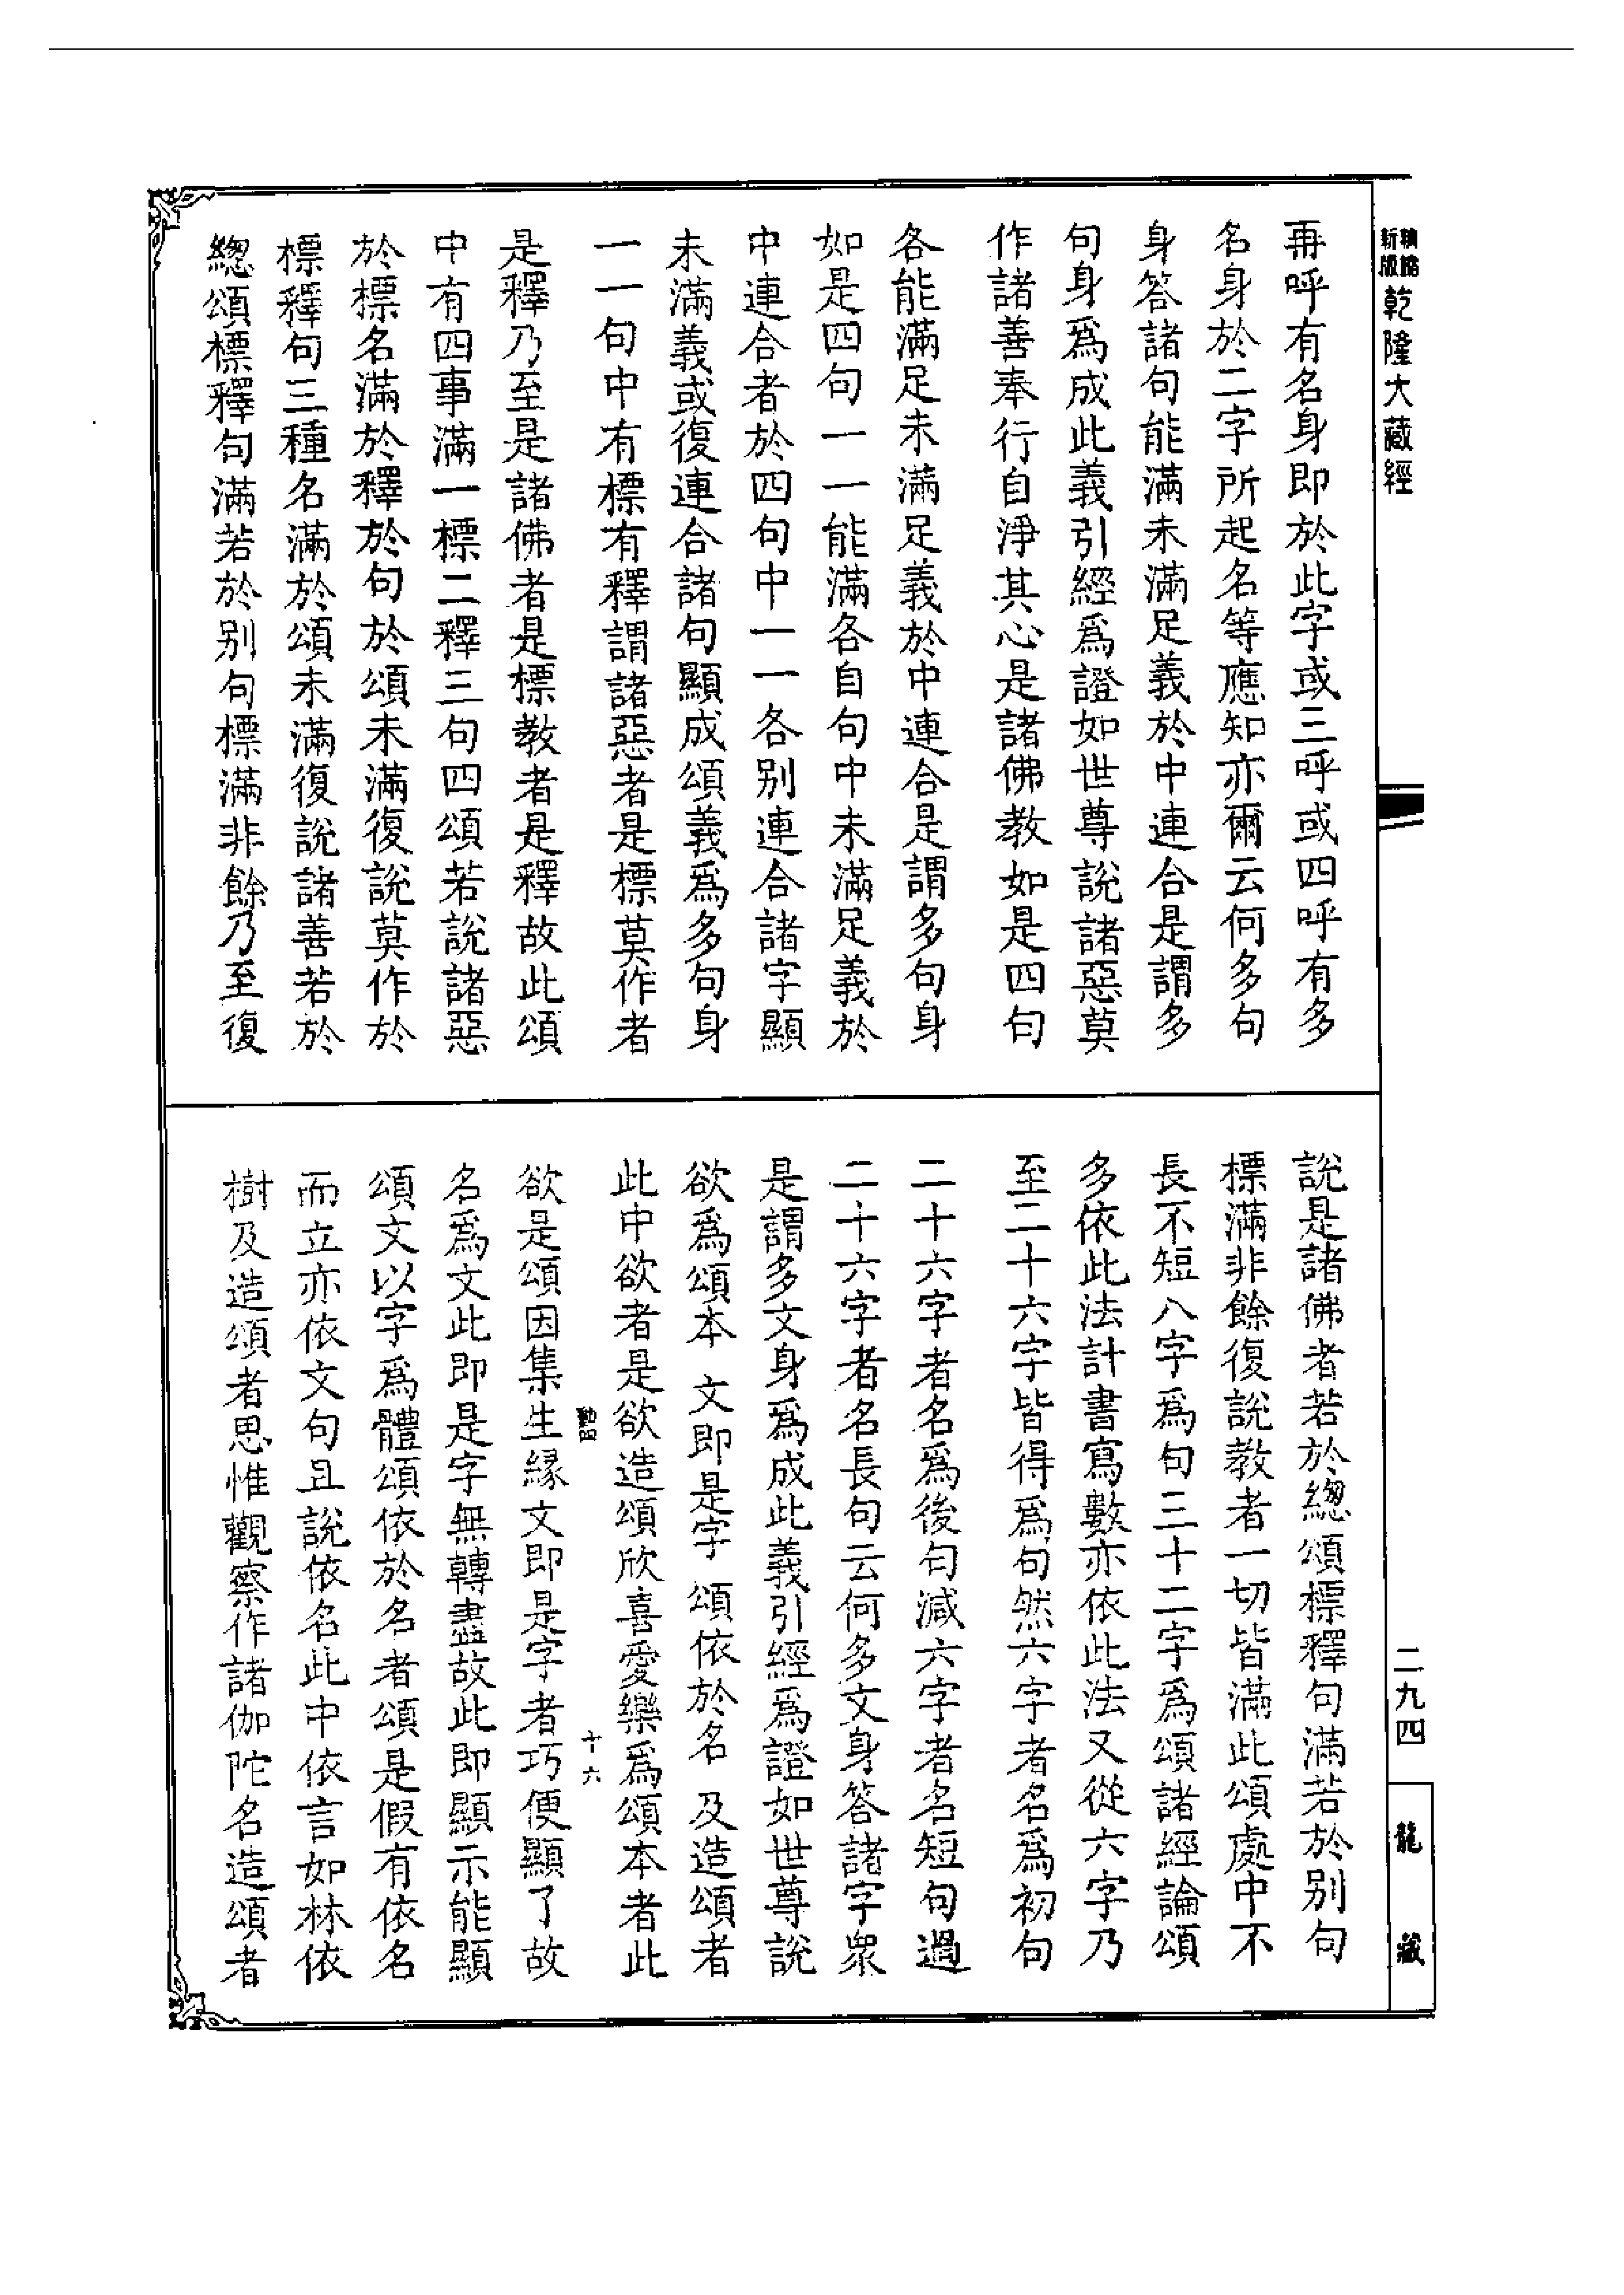 新版
精縮
乾隆大藏經
再呼有名身即於此字或三呼或四呼有多
名身於二字所起名等應知亦爾云何多句
身答諸句能滿未滿足義於中連合是謂多
句身爲成此義引經爲證如世尊說諸惡莫
作諸善奉行自淨其心是諸佛教如是四句
各能滿足未滿足義於中連合是謂多句身
如是四句一一能滿各自句中未滿足義於
中連合者於四句中一一各別連合諸字顯
未滿義或復連合諸句顯成頌義爲多句身
一一句中有標有釋謂諸惡者是標莫作者
是釋乃至是諸佛者是標教者是釋故此頌
中有四事滿一標二釋三句四頌若說諸惡
於標名滿於釋於句於頌未滿復說莫作於
標釋句三種名滿於頌未滿復說諸善若於
總頌標釋句滿若於別句標滿非餘乃至復
說是諸佛者若於總頌標釋句滿若於別句
標滿非餘復說教者一切皆滿此頌處中不
長不短八字爲句三十二字爲頌諸經論頌
多依此法計書寫數亦依此法又從六字乃
至二十六字皆得爲句然六字者名爲初句
二十六字者名爲後句減六字者名短句過
二十六字者名長句云何多文身答諸字眾
是謂多文身爲成此義引經爲證如世尊說
欲爲頌本 文即是字 頌依於名 及造頌者
此中欲者是欲造頌欣喜愛樂爲頌本者此
勳四 十六
欲是頌因集生緣文即是字者巧便顯了故
名爲文此即是字無轉盡故此即顯示能顯
頌文以字爲體頌依於名者頌是假有依名
而立亦依文句且說依名此中依言如林依
樹及造頌者思惟觀察作諸伽陀名造頌者
二九四
龍藏